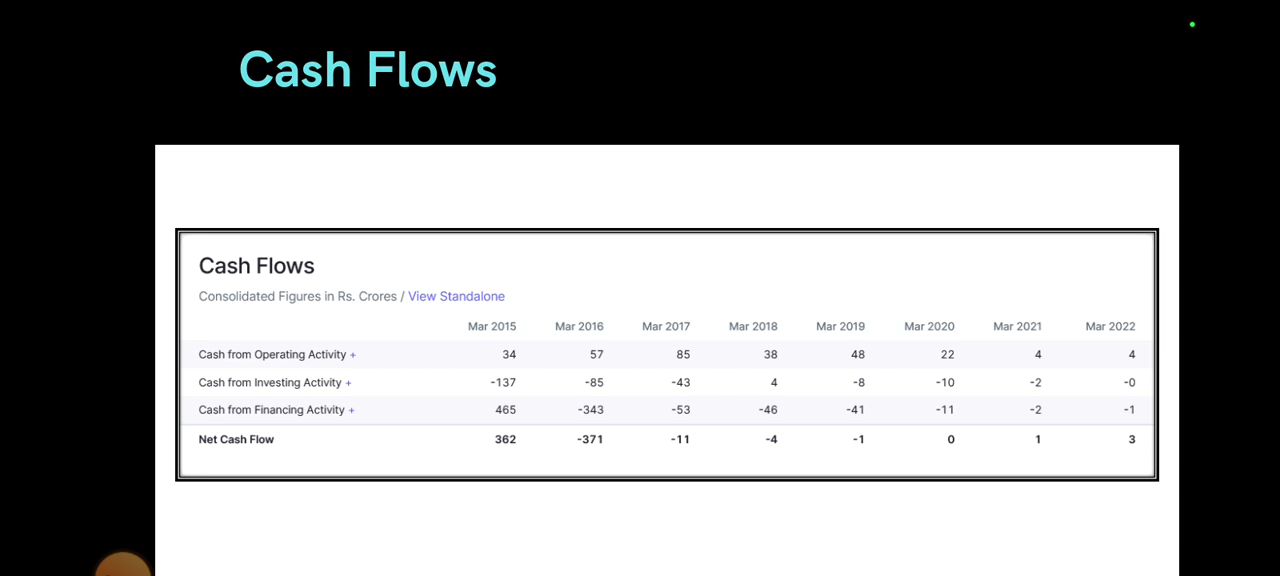 Cash Flows
Cash Flows
Consolidated Figures in Rs. Crores / View Standalone
Mar 2015 Mar 2016 Mar 2017 Mar 2018 Mar 2019 Mar 2020 Mar 2021 Mar 2022
Cash from Operating Activity + 34 57 85 38 48 22 4 4
Cash from Investing Activity + -137 -85 -43 4 -8 -10 -2 -0
Cash from Financing Activity + 465 -343 -53 -46 -41 -11 -2 -1
Net Cash Flow 362 -371 -11 -4 -1 0 1 3